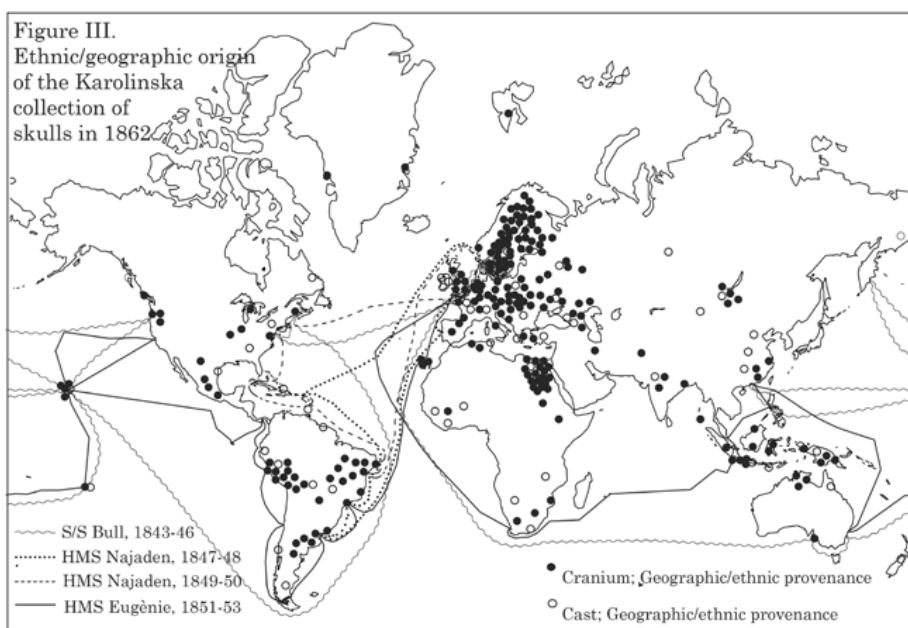 Figure III.
Ethnic/geographic origin
of the Karolinska
collection of
skulls in 1862
S/S Bull, 1843-46
HMS Najaden, 1847-48
HMS Najaden, 1849-50
HMS Eugènie, 1851-53
Cranium; Geographic/ethnic provenance
Cast; Geographic/ethnic provenance